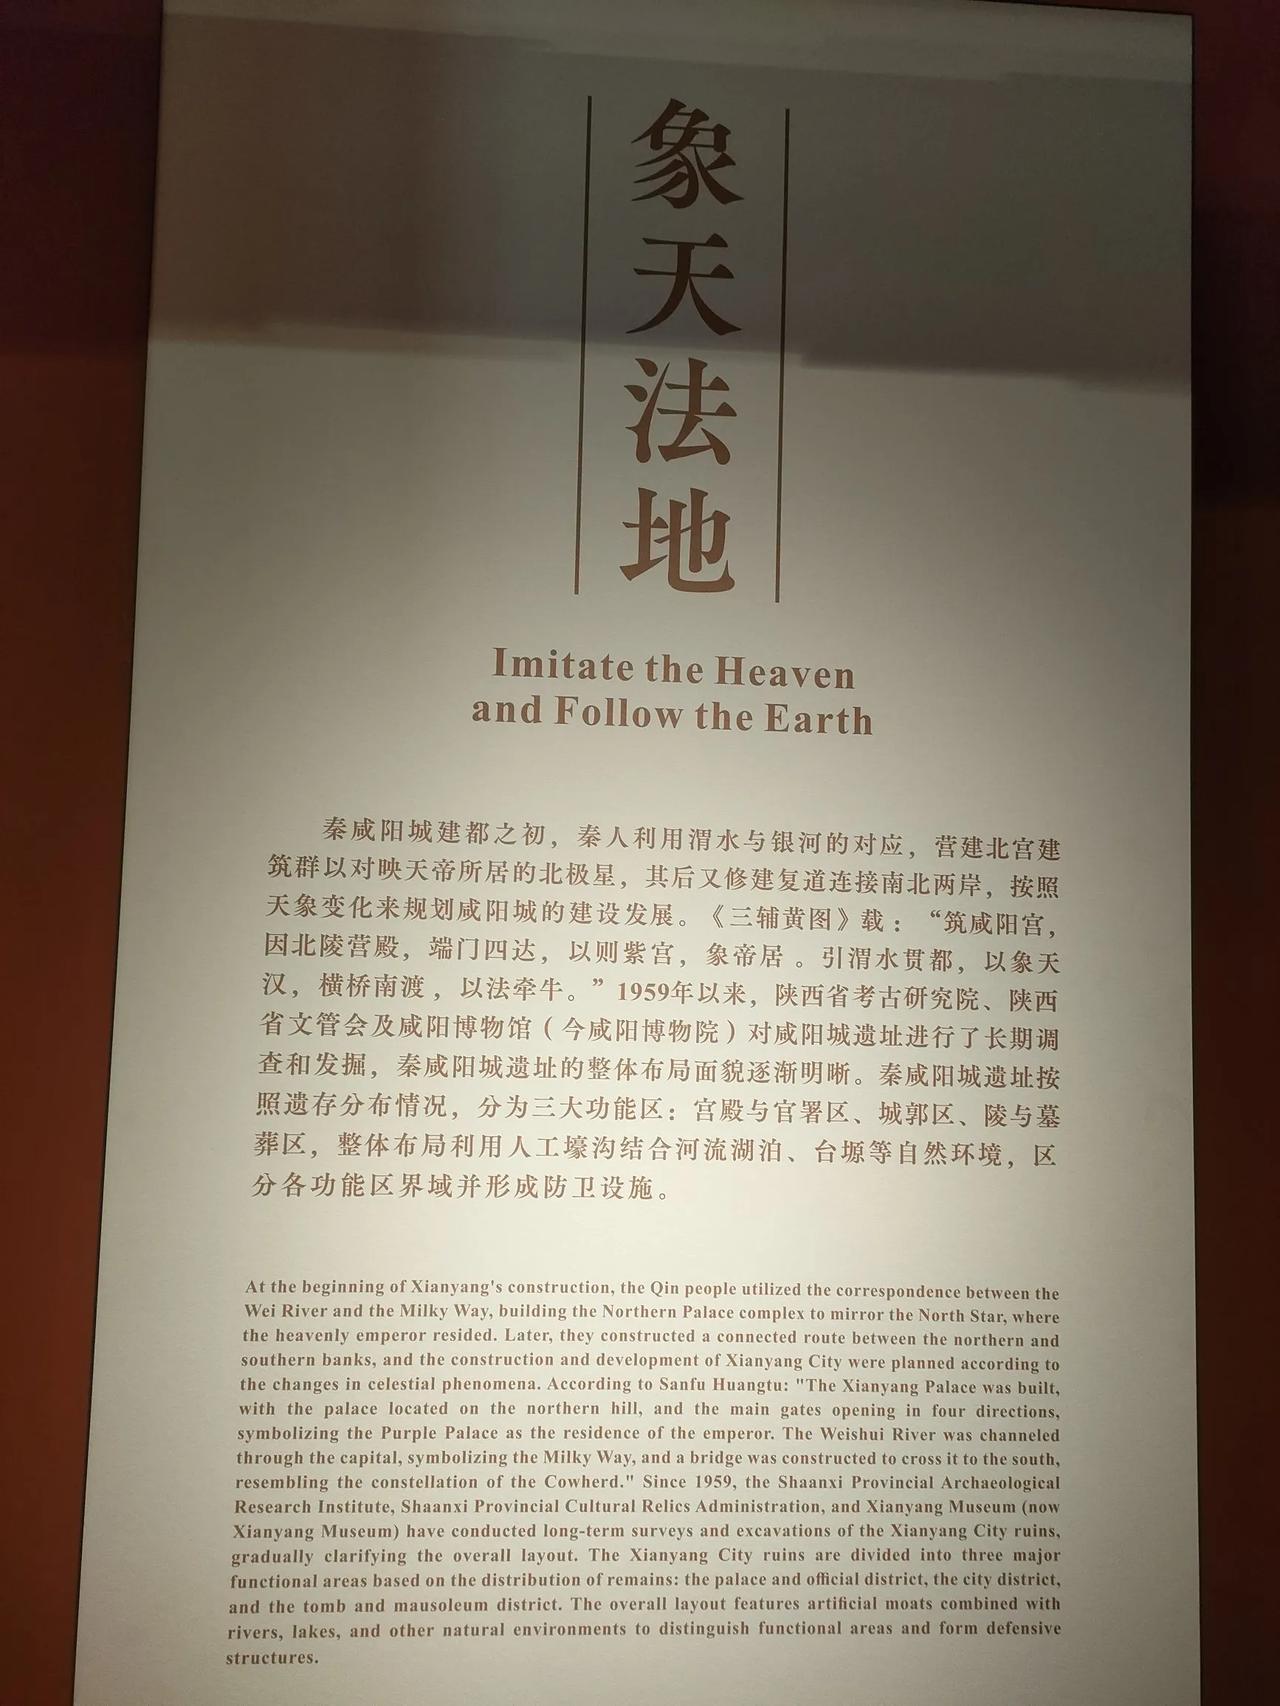 象天法地
Imitate the Heaven
and Follow the Earth
秦咸阳城建都之初，秦人利用渭水与银河的对应，营建北宫建
筑群以对映天帝所居的北极星，其后又修建复道连接南北两岸，按照
天象变化来规划咸阳城的建设发展。《三辅黄图》载：“筑咸阳宫，
因北陵营殿，端门四达，以则紫宫，象帝居。引渭水贯都，以象天
汉，横桥南渡，以法牵牛。”1959年以来，陕西省考古研究院、陕西
省文管会及咸阳博物馆（今咸阳博物院）对咸阳城遗址进行了长期调
查和发掘，秦咸阳城遗址的整体布局面貌逐渐明晰。秦咸阳城遗址按
照遗存分布情况，分为三大功能区：宫殿与官署区、城郭区、陵与墓
葬区，整体布局利用人工壕沟结合河流湖泊、台塬等自然环境，区
分各功能区界域并形成防卫设施。
At the beginning of Xianyang's construction, the Qin people utilized the correspondence between the
Wei River and the Milky Way, building the Northern Palace complex to mirror the North Star, where
the heavenly emperor resided. Later, they constructed a connected route between the northern and
southern banks, and the construction and development of Xianyang City were planned according to
the changes in celestial phenomena. According to Sanfu Huangtu: "The Xianyang Palace was built,
with the palace located on the northern hill, and the main gates opening in four directions,
symbolizing the Purple Palace as the residence of the emperor. The Weishui River was channeled
through the capital, symbolizing the Milky Way, and a bridge was constructed to cross it to the south,
resembling the constellation of the Cowherd." Since 1959, the Shaanxi Provincial Archaeological
Research Institute, Shaanxi Provincial Cultural Relics Administration, and Xianyang Museum (now
Xianyang Museum) have conducted long-term surveys and excavations of the Xianyang City ruins,
gradually clarifying the overall layout. The Xianyang City ruins are divided into three major
functional areas based on the distribution of remains: the palace and official district, the city district,
and the tomb and mausoleum district. The overall layout features artificial moats combined with
rivers, lakes, and other natural environments to distinguish functional areas and form defensive
structures.